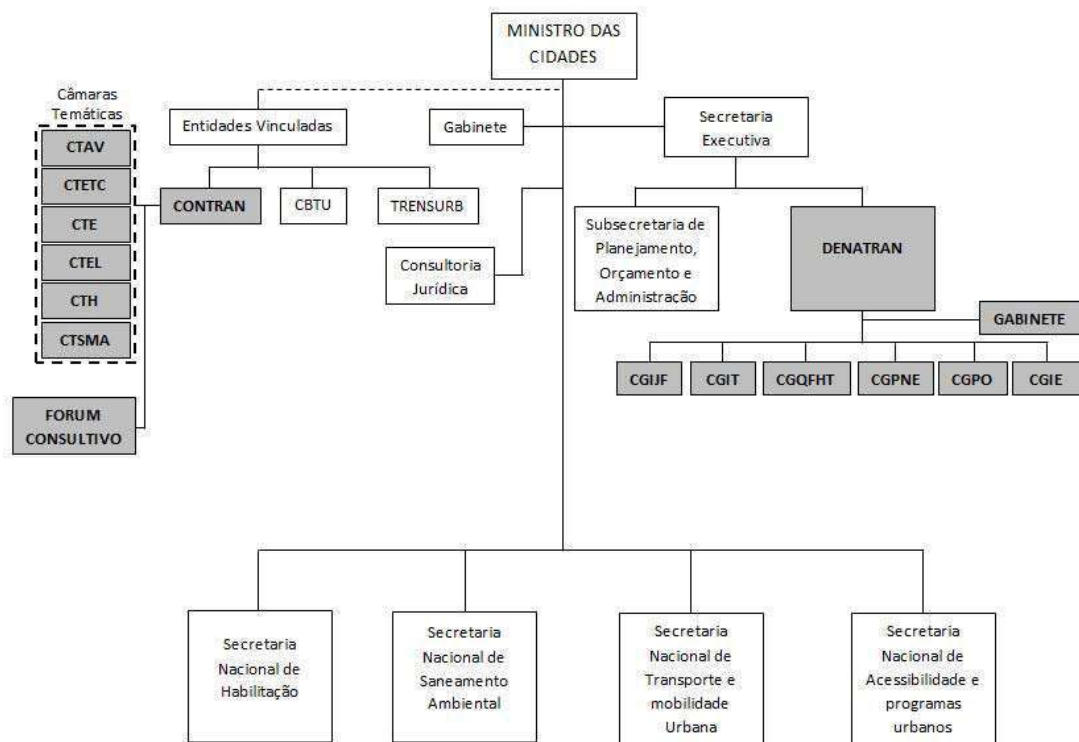 MINISTRO DAS
CIDADES
Câmaras
Temáticas
CTAV
CTETC
CTE
CTEL
CTH
CTSMA
FORUM
CONSULTIVO
Entidades Vinculadas
CONTRAN
CBTU
TRENSURB
Gabinete
Consultoria
Jurídica
Secretaria
Executiva
Subsecretaria de
Planejamento,
Orçamento e
Administração
DENATRAN
GABINETE
CGIJF
CGIT
CGQFHT
CGPNE
CGPO
CGIE
Secretaria
Nacional de
Habilitação
Secretaria
Nacional de
Saneamento
Ambiental
Secretaria
Nacional de
Transporte e
mobilidade
Urbana
Secretaria
Nacional de
Acessibilidade e
programas
urbanos